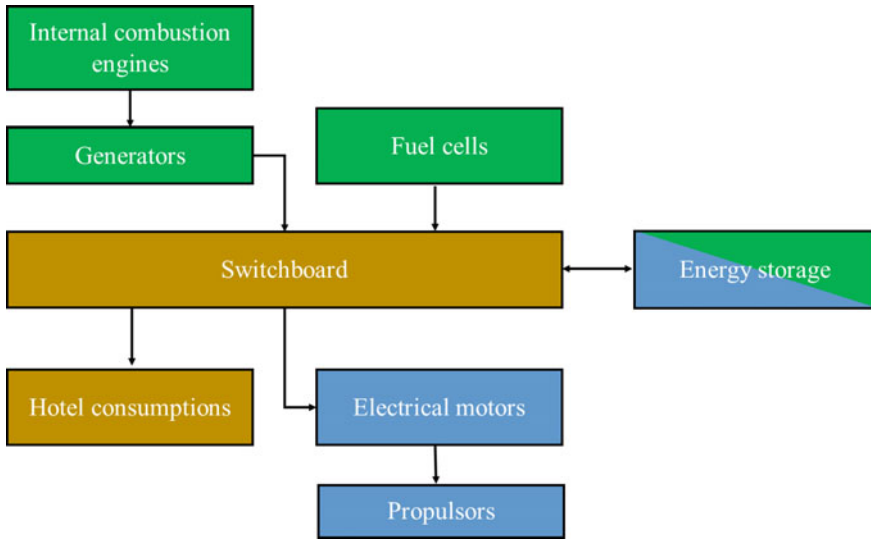 Internal combustion
engines
Generators
Fuel cells
Switchboard
Energy storage
Hotel consumptions
Electrical motors
Propulsors